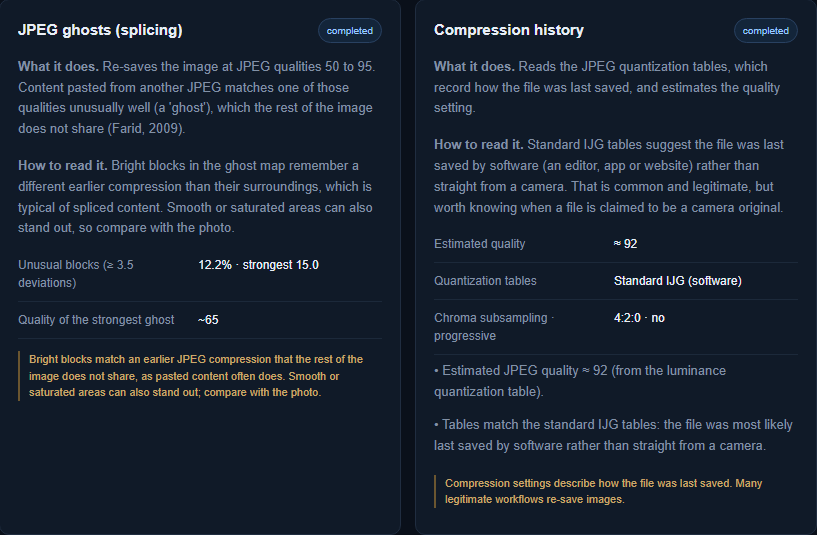 JPEG ghosts (splicing)
completed
What it does. Re-saves the image at JPEG qualities 50 to 95.
Content pasted from another JPEG matches one of those
qualities unusually well (a 'ghost'), which the rest of the image
does not share (Farid, 2009).
How to read it. Bright blocks in the ghost map remember a
different earlier compression than their surroundings, which is
typical of spliced content. Smooth or saturated areas can also
stand out, so compare with the photo.
Unusual blocks (≥ 3.5
deviations)
12.2% · strongest 15.0
Quality of the strongest ghost
~65
Bright blocks match an earlier JPEG compression that the rest of the
image does not share, as pasted content often does. Smooth or
saturated areas can also stand out; compare with the photo.
Compression history
completed
What it does. Reads the JPEG quantization tables, which
record how the file was last saved, and estimates the quality
setting.
How to read it. Standard IJG tables suggest the file was last
saved by software (an editor, app or website) rather than
straight from a camera. That is common and legitimate, but
worth knowing when a file is claimed to be a camera original.
Estimated quality
≈ 92
Quantization tables
Standard IJG (software)
Chroma subsampling ·
progressive
4:2:0 · no
• Estimated JPEG quality ≈ 92 (from the luminance
quantization table).
• Tables match the standard IJG tables: the file was most likely
last saved by software rather than straight from a camera.
Compression settings describe how the file was last saved. Many
legitimate workflows re-save images.